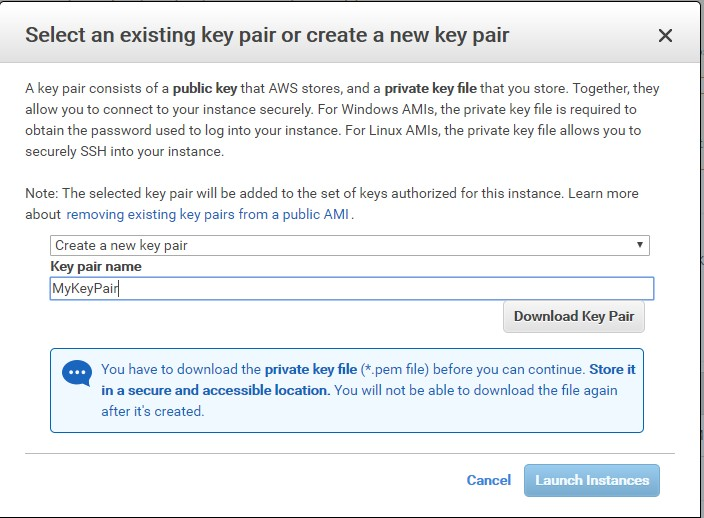 Select an existing key pair or create a new key pair
A key pair consists of a public key that AWS stores, and a private key file that you store. Together, they
allow you to connect to your instance securely. For Windows AMIs, the private key file is required to
obtain the password used to log into your instance. For Linux AMIs, the private key file allows you to
securely SSH into your instance.
Note: The selected key pair will be added to the set of keys authorized for this instance. Learn more
about removing existing key pairs from a public AMI.
Create a new key pair
Key pair name
MyKeyPair
Download Key Pair
You have to download the private key file (*.pem file) before you can continue. Store it
in a secure and accessible location. You will not be able to download the file again
after it's created.
Cancel Launch Instances